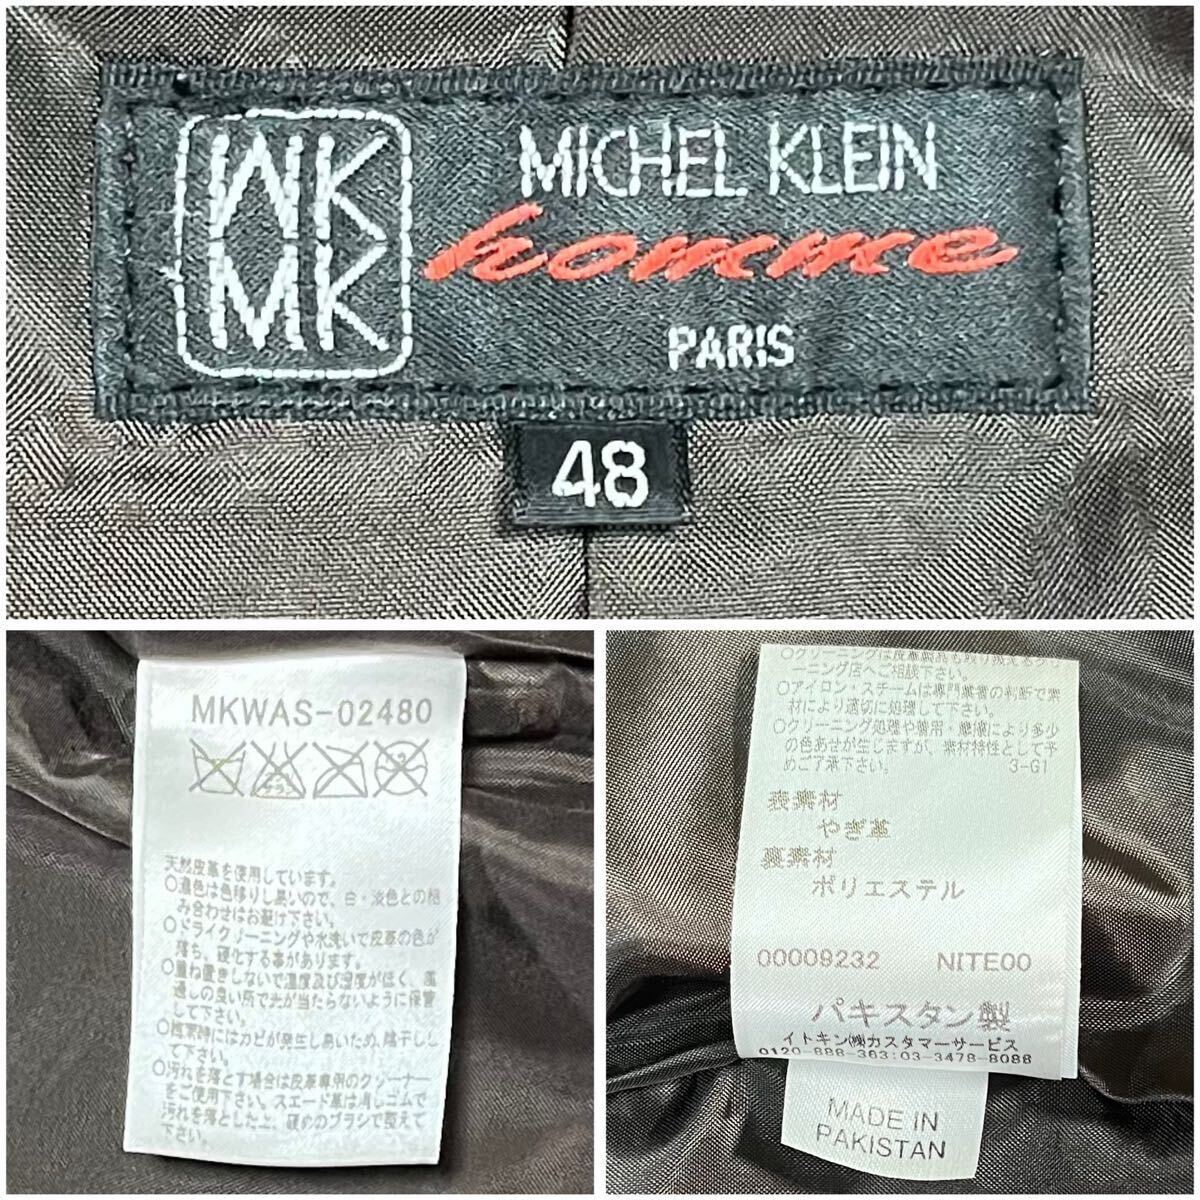 MK
MK
MICHEL KLEIN
homme
PARIS
48
MKWAS-02480
天然皮革を使用しています。
○濃色は色移りし易いので、白・淡色との組
み合わせはお避け下さい。
○ドライクリーニングや水洗いで皮革の色が
落ち、硬化する事があります。
○重ね置きしないで温度及び湿度がほく、風
通しの良い所で光が当たらないように保管
して下さい。
○保管時にはカビが発生し易いため、陰干しし
て下さい。
○汚れを落とす場合は皮革専用のクリーナー
をご使用下さい。スエード革は消しゴムで
汚れを落とした上、硬めのブラシで整えて
下さい。
○クリーニングは皮革製品も取り扱えるクリ
ーニング店へご相談下さい。
○アイロン・スチームは専門業者の判断で素
材により適切に処理して下さい。
○クリーニング処理や着用・摩擦により多少
の色あせが生じますが、素材特性として予
めご了承下さい。 3-G1
表素材
やぎ革
裏素材
ポリエステル
00009232 NITE00
パキスタン製
イトキン㈱カスタマーサービス
0120-888-363:03-3478-8088
MADE IN
PAKISTAN